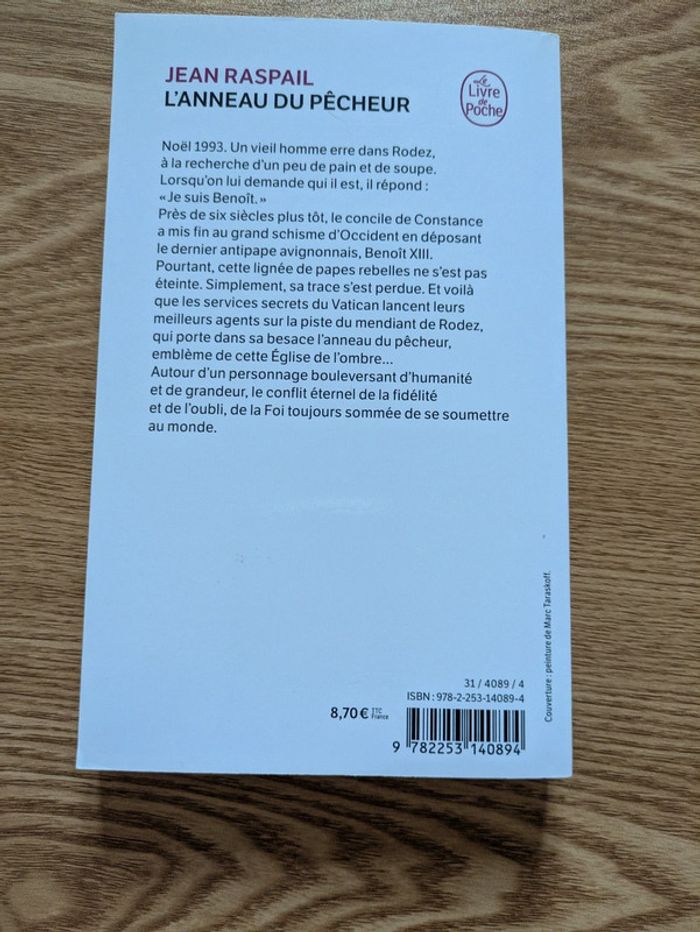 JEAN RASPAIL
L'ANNEAU DU PÊCHEUR
Le
Livre
de
Poche
Noël 1993. Un vieil homme erre dans Rodez,
à la recherche d'un peu de pain et de soupe.
Lorsqu'on lui demande qui il est, il répond :
« Je suis Benoît. »
Près de six siècles plus tôt, le concile de Constance
a mis fin au grand schisme d'Occident en déposant
le dernier antipape avignonnais, Benoît XIII.
Pourtant, cette lignée de papes rebelles ne s'est pas
éteinte. Simplement, sa trace s'est perdue. Et voilà
que les services secrets du Vatican lancent leurs
meilleurs agents sur la piste du mendiant de Rodez,
qui porte dans sa besace l'anneau du pêcheur,
emblème de cette Église de l'ombre...
Autour d'un personnage bouleversant d'humanité
et de grandeur, le conflit éternel de la fidélité
et de l'oubli, de la Foi toujours sommée de se soumettre
au monde.
Couverture : peinture de Marc Taraskoff.
31 / 4089 / 4
ISBN : 978-2-253-14089-4
8,70 € TTC France
9 782253 140894